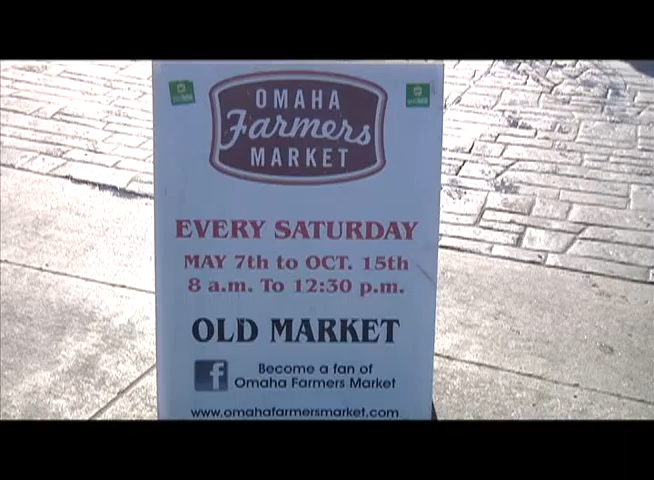 OMAHA
Farmers
MARKET
EVERY SATURDAY
MAY 7th to OCT. 15th
8 a.m. To 12:30 p.m.
OLD MARKET
f
Become a fan of
Omaha Farmers Market
www.omahafarmersmarket.com